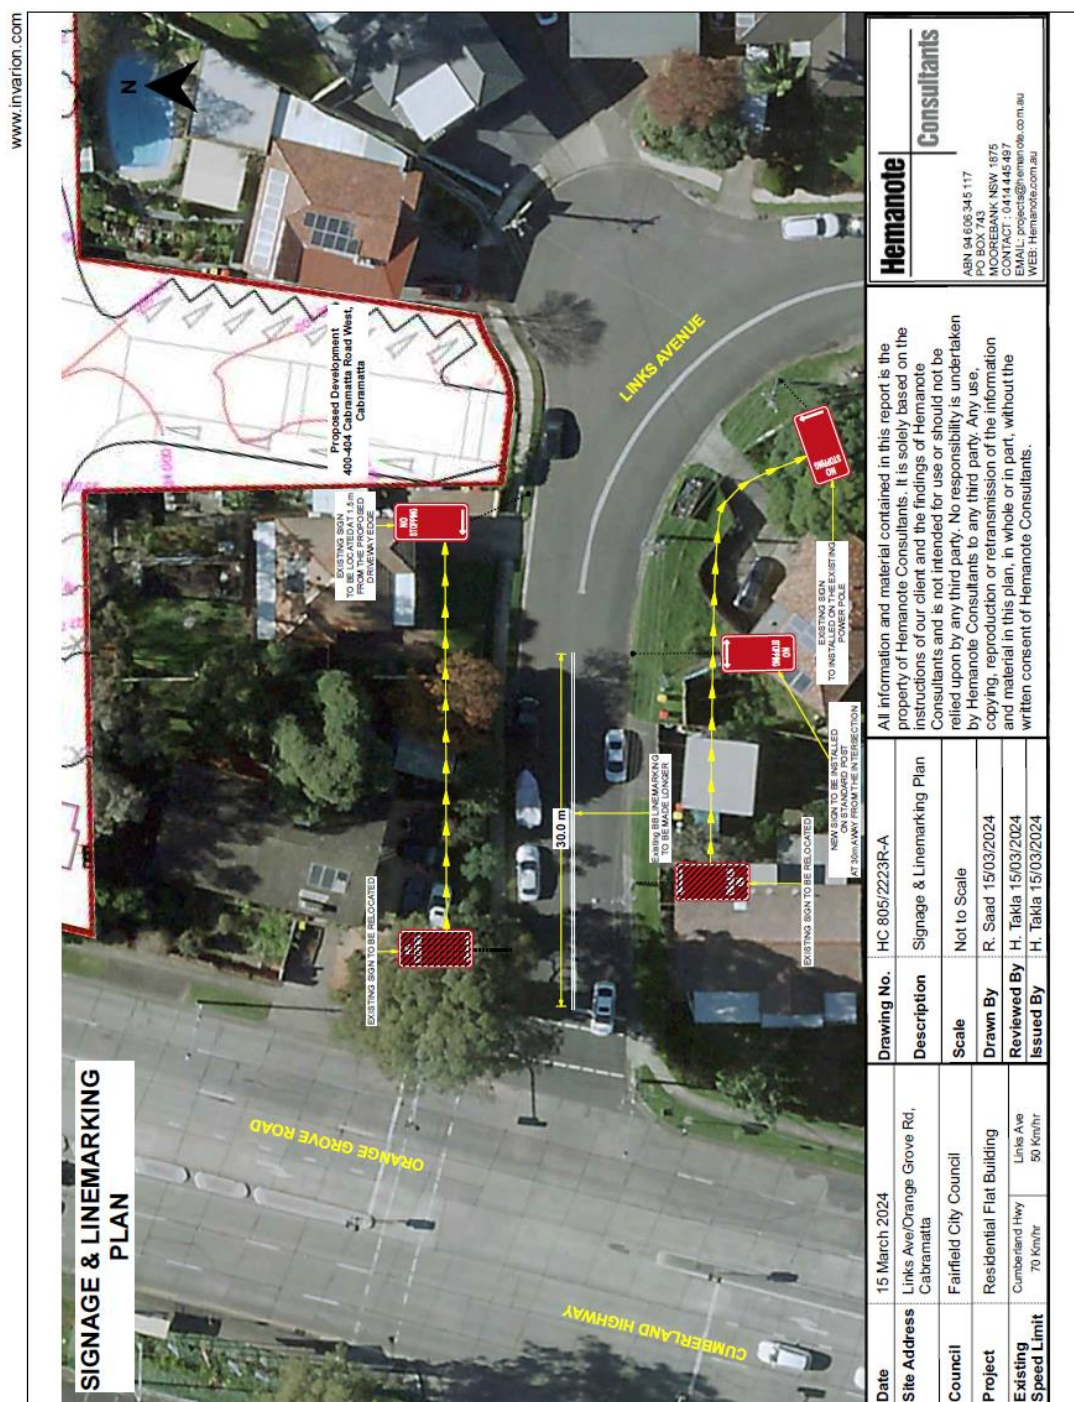 www.invarion.com
SIGNAGE & LINEMARKING
PLAN
N
Proposed Development
400-404 Cabramatta Road West,
Cabramatta
EXISTING SIGN
TO BE LOCATED AT 1.5m
FROM THE PROPOSED
DRIVEWAY EDGE
NO
STOPPING
EXISTING SIGN TO BE RELOCATED
LINKS AVENUE
30.0 m
Existing BB LINEMARKING
TO BE MADE LONGER
NO
STOPPING
NO
STOPPING
EXISTING SIGN
TO INSTALLED ON THE EXISTING
POWER POLE
NEW SIGN TO BE INSTALLED
ON STANDARD POST
AT 30m AWAY FROM THE INTERSECTION
EXISTING SIGN TO BE RELOCATED
ORANGE GROVE ROAD
CUMBERLAND HIGHWAY
Date
15 March 2024
Site Address
Links Ave/Orange Grove Rd,
Cabramatta
Council
Fairfield City Council
Project
Residential Flat Building
Existing
Speed Limit
Cumberland Hwy
70 Km/hr
Links Ave
50 Km/hr
Drawing No.
HC 805/2223R-A
Description
Signage & Linemarking Plan
Scale
Not to Scale
Drawn By
R. Saad 15/03/2024
Reviewed By
H. Takla 15/03/2024
Issued By
H. Takla 15/03/2024
All information and material contained in this report is the
property of Hemanote Consultants. It is solely based on the
instructions of our client and the findings of Hemanote
Consultants and is not intended for use or should not be
relied upon by any third party. No responsibility is undertaken
by Hemanote Consultants to any third party. Any use,
copying, reproduction or retransmission of the information
and material in this plan, in whole or in part, without the
written consent of Hemanote Consultants.
Hemanote
Consultants
ABN 94 606 345 117
PO BOX 743
MOOREBANK NSW 1875
CONTACT : 0414 445 497
EMAIL: projects@hemanote.com.au
WEB: Hemanote.com.au